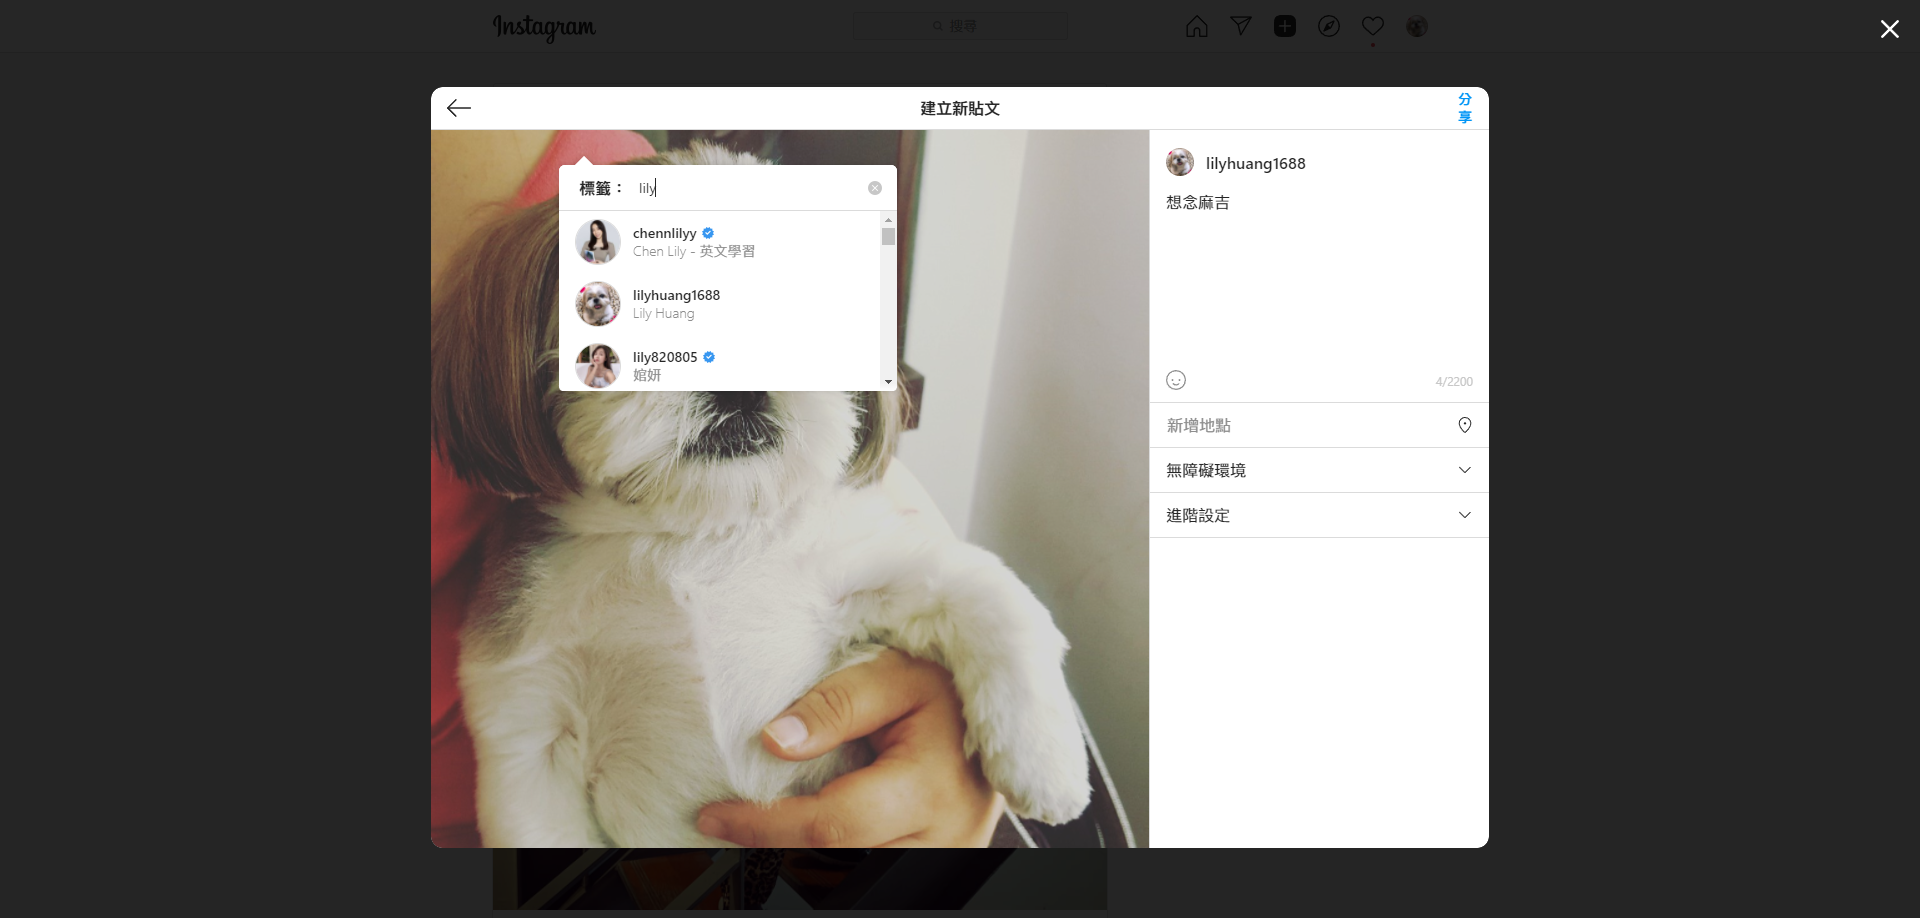 Instagram
搜尋
建立新貼文
分
享
標籤： lily
chennlilyy
Chen Lily - 英文學習
lilyhuang1688
Lily Huang
lily820805
婠妍
lilyhuang1688
想念麻吉
4/2200
新增地點
無障礙環境
進階設定